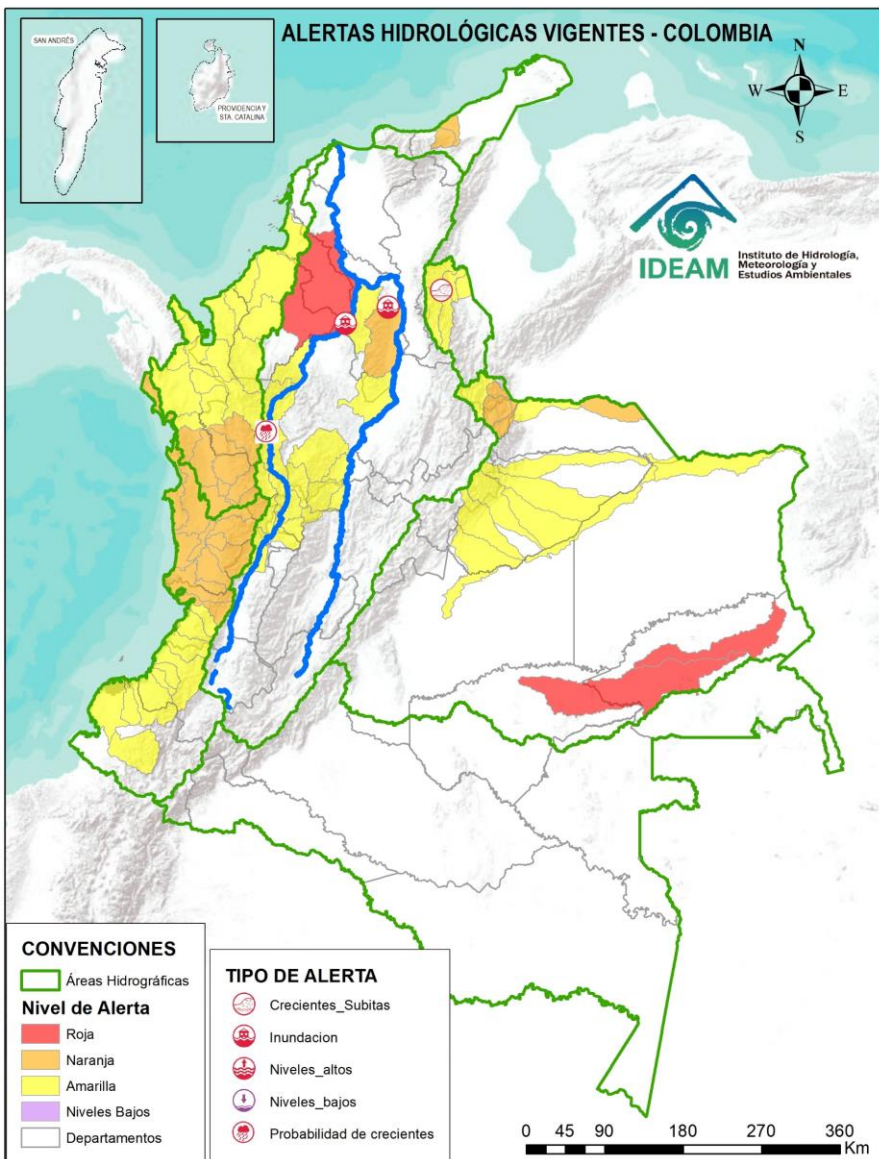 ALERTAS HIDROLÓGICAS VIGENTES - COLOMBIA
SAN ANDRÉS
PROVIDENCIA Y
STA. CATALINA
N
W
E
S
IDEAM
Instituto de Hidrología,
Meteorología y
Estudios Ambientales
CONVENCIONES
Áreas Hidrográficas
Nivel de Alerta
Roja
Naranja
Amarilla
Niveles Bajos
Departamentos
TIPO DE ALERTA
Crecientes_Subitas
Inundacion
Niveles_altos
Niveles_bajos
Probabilidad de crecientes
0 45 90 180 270 360
Km